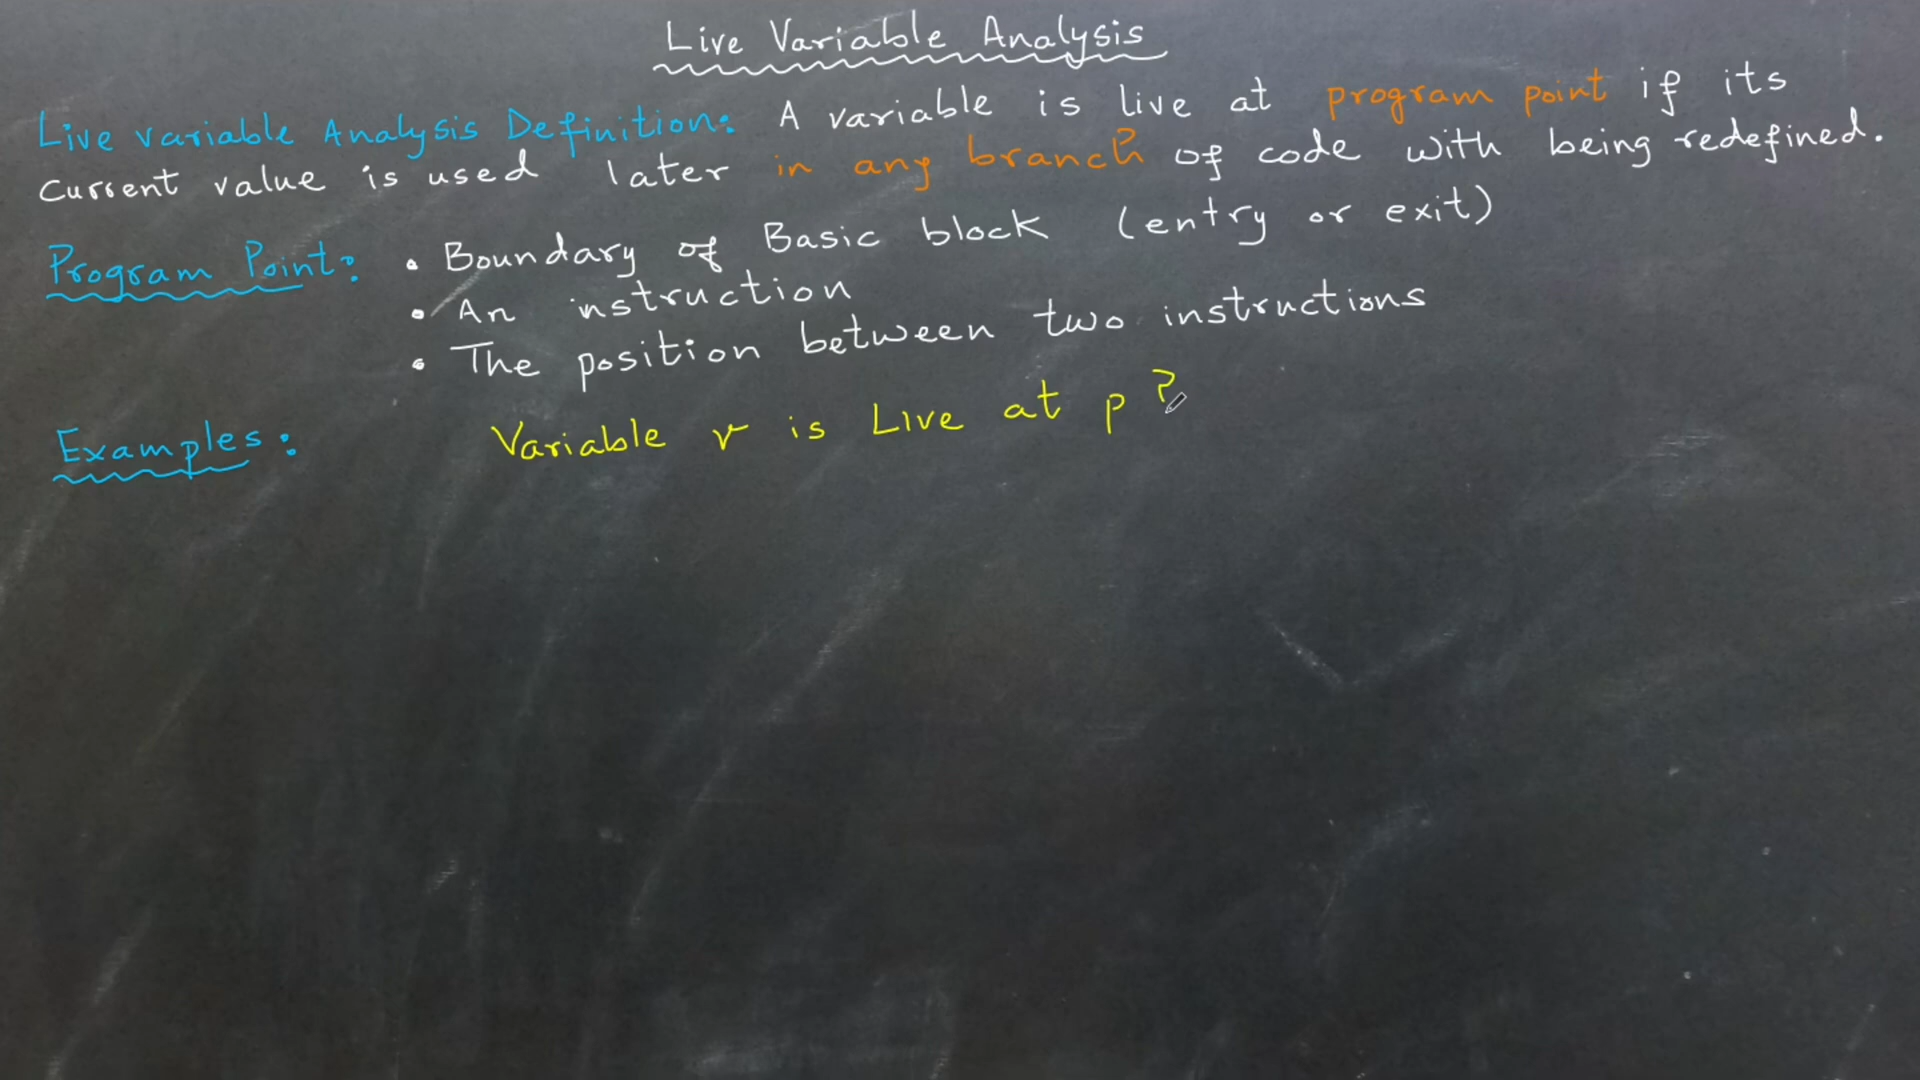 Live Variable Analysis
Live variable Analysis Definition: A variable is live at program point if its
current value is used later in any branch of code with being redefined.
Program Point: • Boundary of Basic block (entry or exit)
• An instruction
• The position between two instructions
Examples: Variable v is Live at p ?